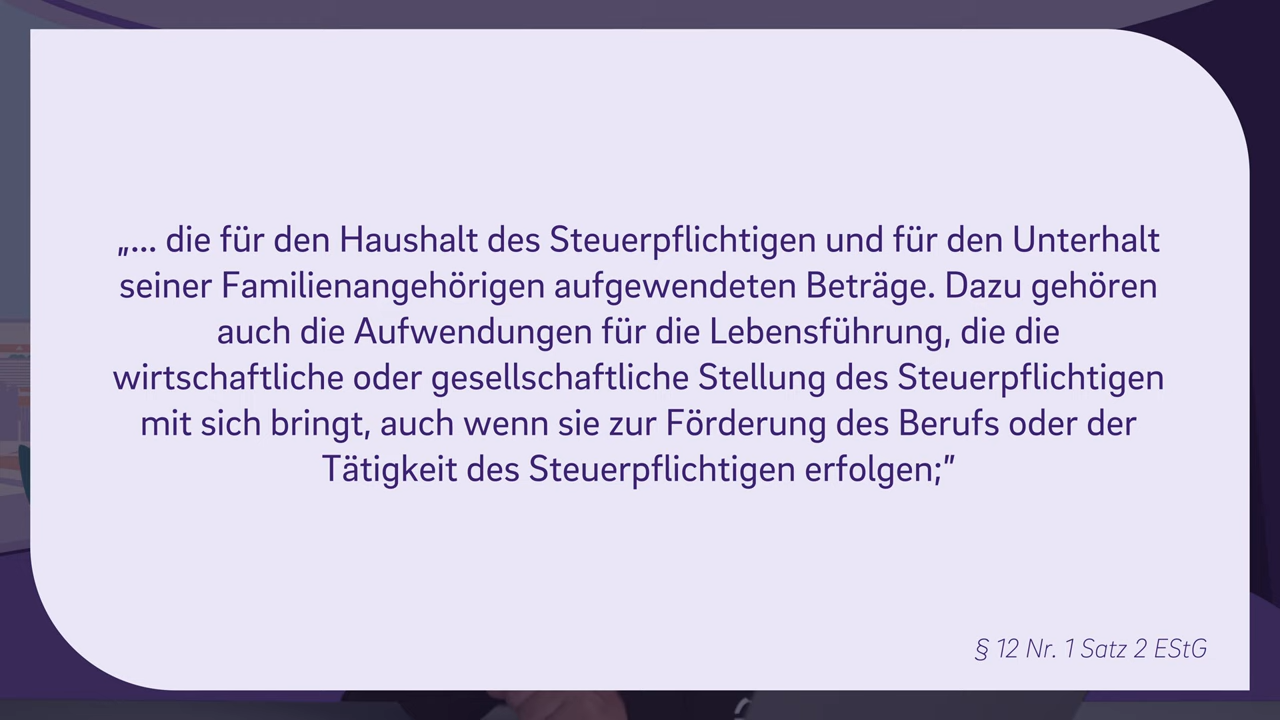 „... die für den Haushalt des Steuerpflichtigen und für den Unterhalt
seiner Familienangehörigen aufgewendeten Beträge. Dazu gehören
auch die Aufwendungen für die Lebensführung, die die
wirtschaftliche oder gesellschaftliche Stellung des Steuerpflichtigen
mit sich bringt, auch wenn sie zur Förderung des Berufs oder der
Tätigkeit des Steuerpflichtigen erfolgen;”
§ 12 Nr. 1 Satz 2 EStG